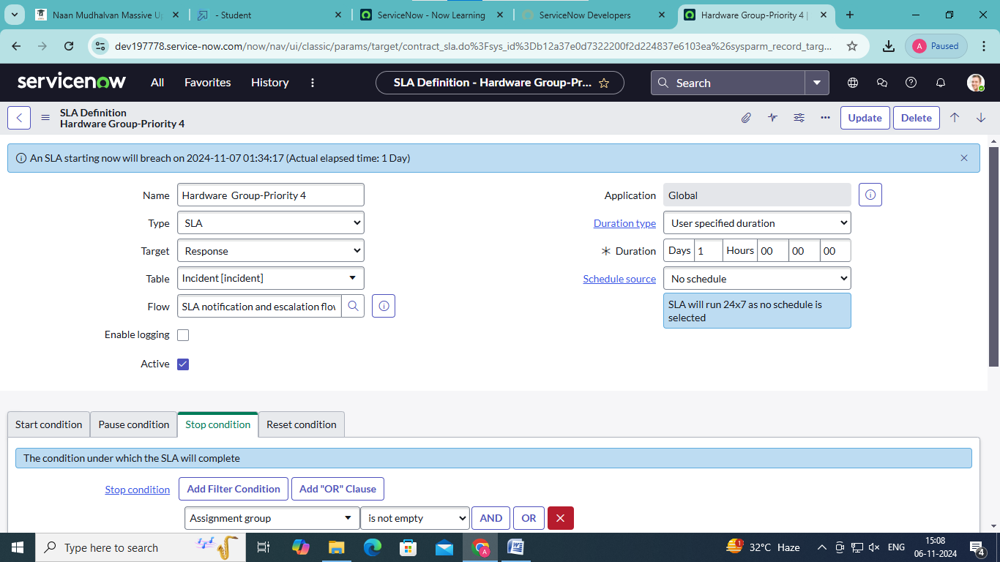 Naan Mudhalvan Massive U
- Student
ServiceNow - Now Learning
ServiceNow Developers
Hardware Group-Priority 4 |
dev197778.service-now.com/now/nav/ui/classic/params/target/contract_sla.do%3Fsys_id%3Db12a37e0d7322200f2d224837e6103ea%26sysparm_record_targ...
A Paused
servicenow All Favorites History SLA Definition - Hardware Group-Pr... Search
SLA Definition
Hardware Group-Priority 4
Update Delete
An SLA starting now will breach on 2024-11-07 01:34:17 (Actual elapsed time: 1 Day)
Name Hardware Group-Priority 4
Application Global
Type SLA
Duration type User specified duration
Target Response
Duration Days 1 Hours 00 00 00
Table Incident [incident]
Schedule source No schedule
Flow SLA notification and escalation flow
SLA will run 24x7 as no schedule is
selected
Enable logging
Active
Start condition Pause condition Stop condition Reset condition
The condition under which the SLA will complete
Stop condition Add Filter Condition Add "OR" Clause
Assignment group is not empty AND OR
Type here to search
1
32°C Haze
ENG
15:08
06-11-2024
4